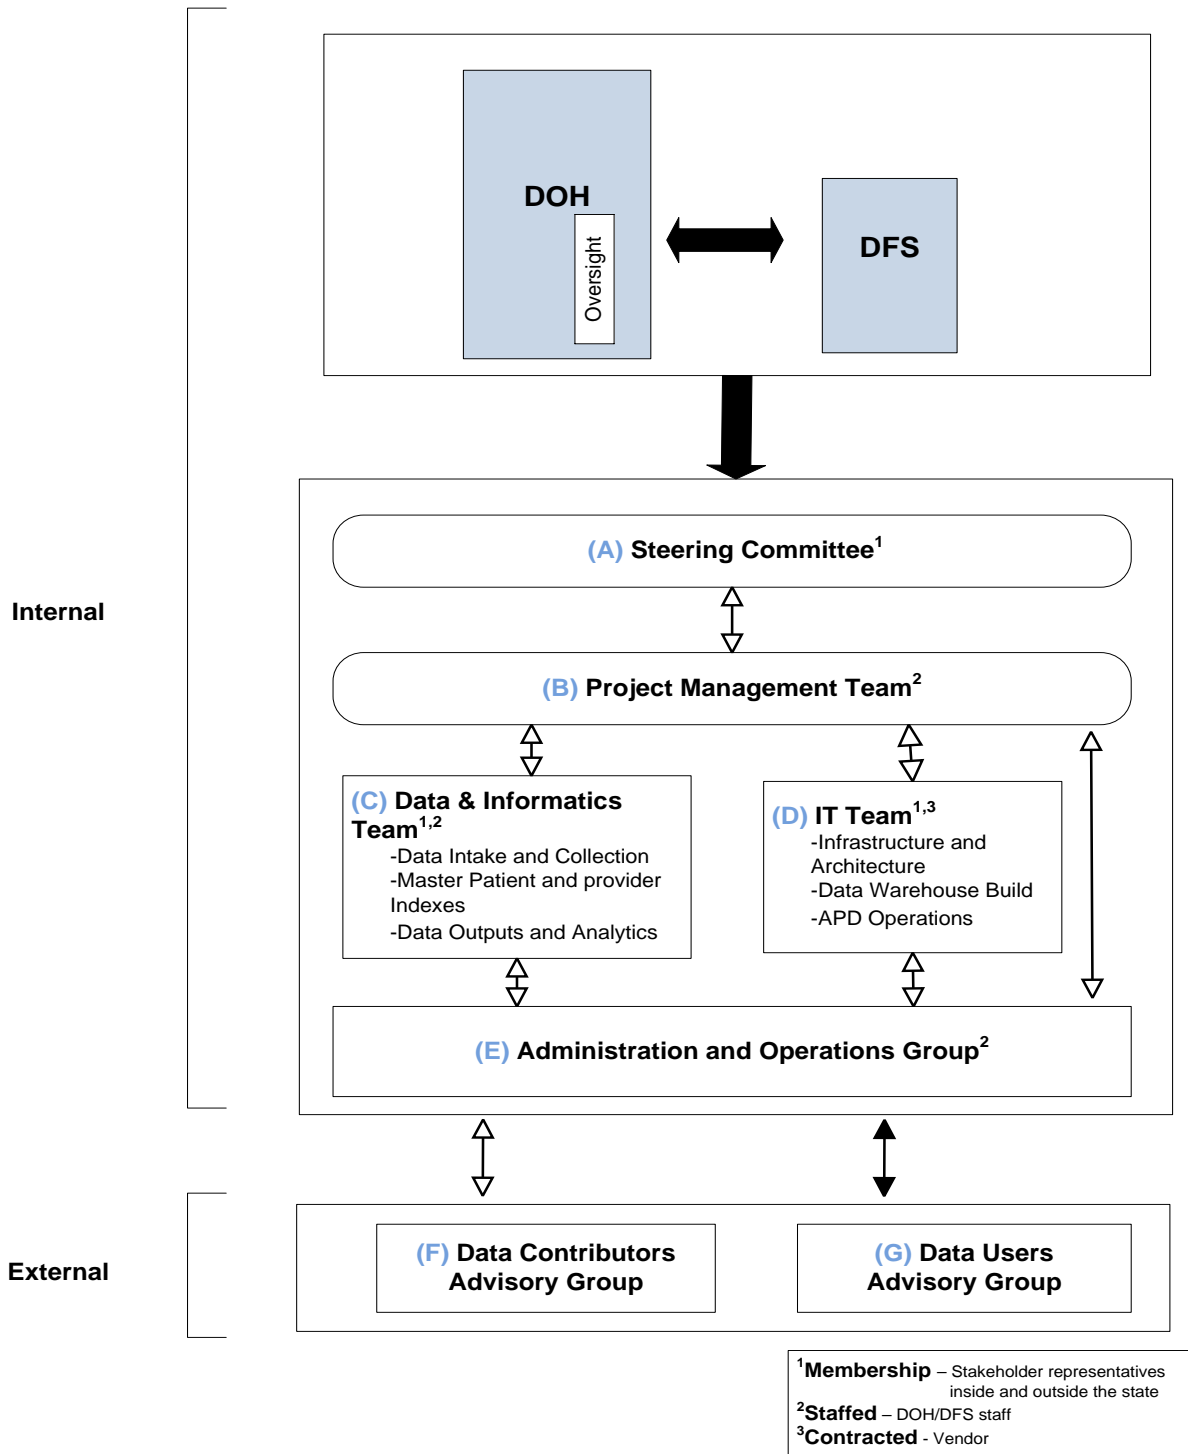 DOH
Oversight
DFS
Internal
(A) Steering Committee1
(B) Project Management Team2
(C) Data & Informatics
Team1,2
-Data Intake and Collection
-Master Patient and provider
Indexes
-Data Outputs and Analytics
(D) IT Team1,3
-Infrastructure and
Architecture
-Data Warehouse Build
-APD Operations
(E) Administration and Operations Group2
External
(F) Data Contributors
Advisory Group
(G) Data Users
Advisory Group
1Membership – Stakeholder representatives
inside and outside the state
2Staffed – DOH/DFS staff
3Contracted - Vendor